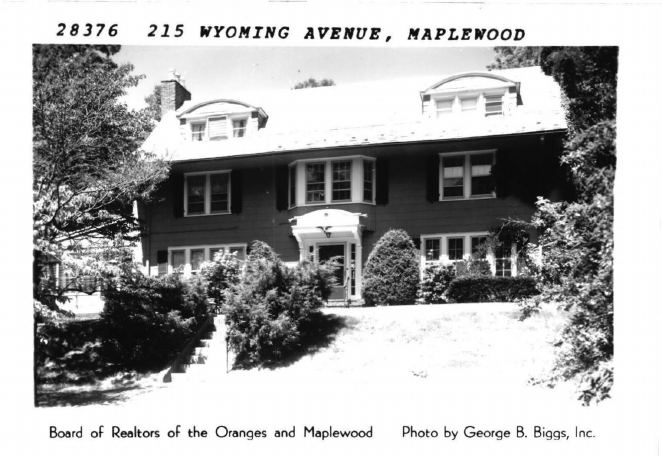 28376 215 WYOMING AVENUE, MAPLEWOOD
Board of Realtors of the Oranges and Maplewood Photo by George B. Biggs, Inc.